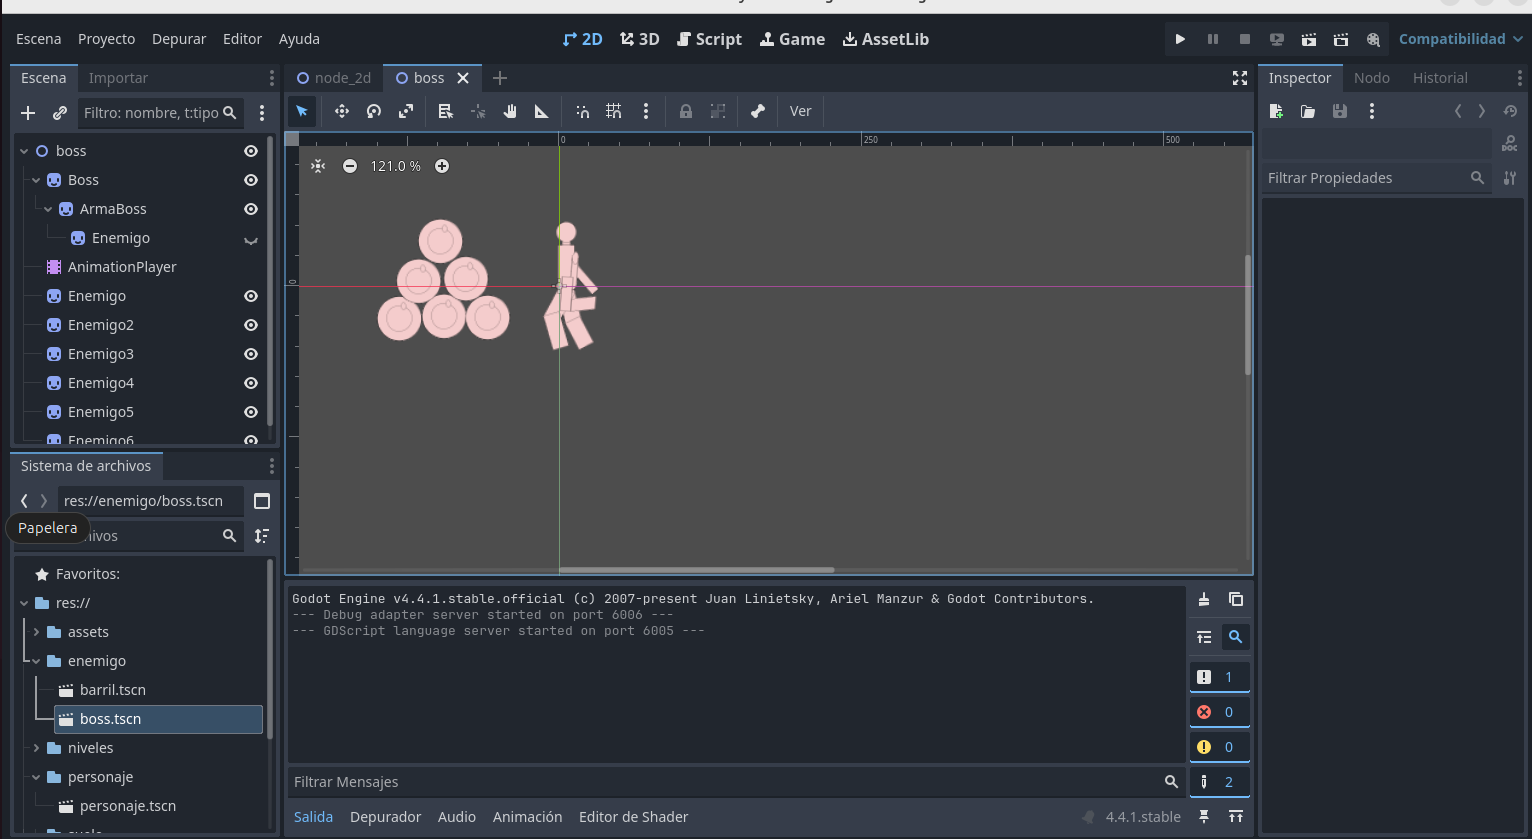 Escena Proyecto Depurar Editor Ayuda 2D 3D Script Game AssetLib Compatibilidad
Escena Importar
Filtro: nombre, t:tipo
boss
Boss
ArmaBoss
Enemigo
AnimationPlayer
Enemigo
Enemigo2
Enemigo3
Enemigo4
Enemigo5
Enemigo6
Sistema de archivos
res://enemigo/boss.tscn
Papelera
Favoritos:
res://
assets
enemigo
barril.tscn
boss.tscn
niveles
personaje
personaje.tscn
node_2d boss
Ver
0 250 500
121.0 %
0
Godot Engine v4.4.1.stable.official (c) 2007-present Juan Linietsky, Ariel Manzur & Godot Contributors.
--- Debug adapter server started on port 6006 ---
--- GDScript language server started on port 6005 ---
1
0
0
2
Filtrar Mensajes
Salida Depurador Audio Animación Editor de Shader 4.4.1.stable
Inspector Nodo Historial
DOC
Filtrar Propiedades